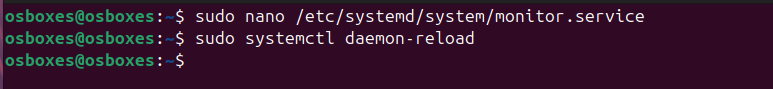 osboxes@osboxes:~$ sudo nano /etc/systemd/system/monitor.service
osboxes@osboxes:~$ sudo systemctl daemon-reload
osboxes@osboxes:~$